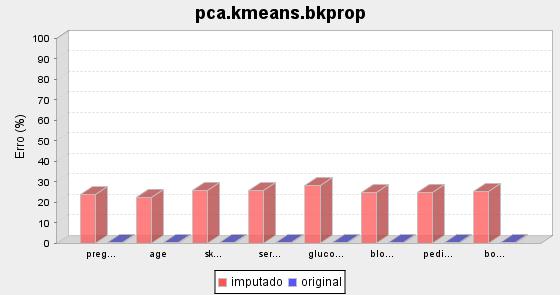 pca.kmeans.bkprop
Erro (%)
100
90
80
70
60
50
40
30
20
10
0
preg... age sk... ser... gluco... blo... pedi... bo...
imputado original